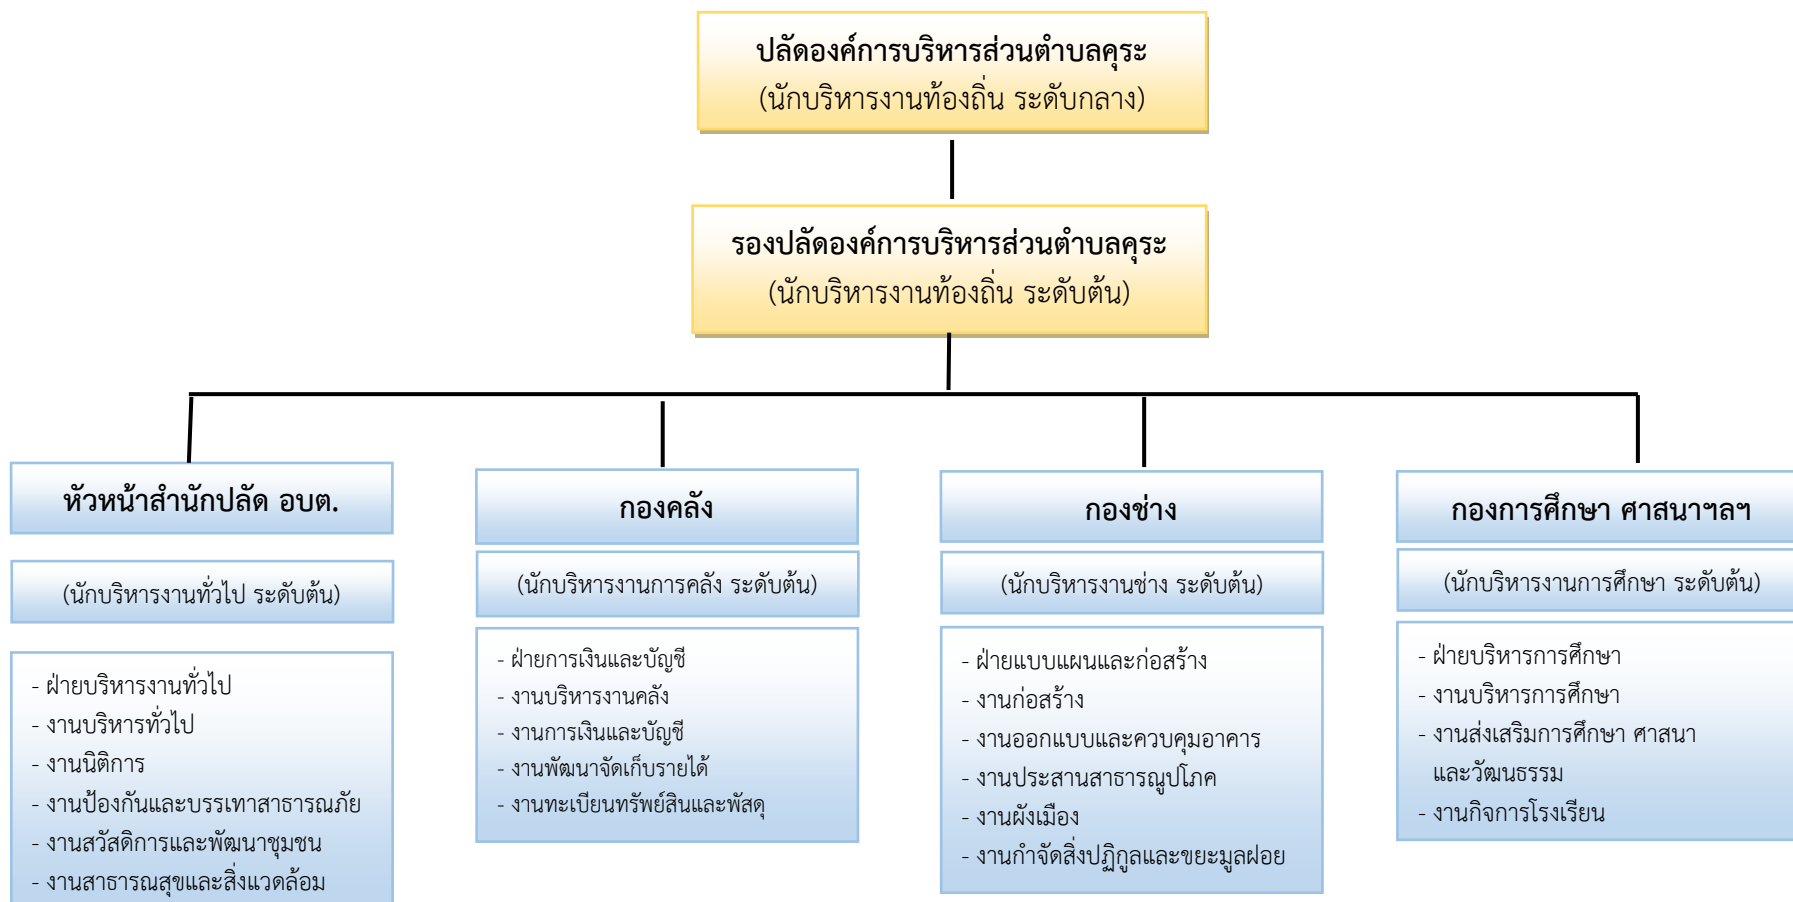 ปลัดองค์การบริหารส่วนตำบลคุระ
(นักบริหารงานท้องถิ่น ระดับกลาง)
รองปลัดองค์การบริหารส่วนตำบลคุระ
(นักบริหารงานท้องถิ่น ระดับต้น)
หัวหน้าสำนักปลัด อบต.
(นักบริหารงานทั่วไป ระดับต้น)
- ฝ่ายบริหารงานทั่วไป
- งานบริหารทั่วไป
- งานนิติการ
- งานป้องกันและบรรเทาสาธารณภัย
- งานสวัสดิการและพัฒนาชุมชน
- งานสาธารณสุขและสิ่งแวดล้อม
กองคลัง
(นักบริหารงานการคลัง ระดับต้น)
- ฝ่ายการเงินและบัญชี
- งานบริหารงานคลัง
- งานการเงินและบัญชี
- งานพัฒนาจัดเก็บรายได้
- งานทะเบียนทรัพย์สินและพัสดุ
กองช่าง
(นักบริหารงานช่าง ระดับต้น)
- ฝ่ายแบบแผนและก่อสร้าง
- งานก่อสร้าง
- งานออกแบบและควบคุมอาคาร
- งานประสานสาธารณูปโภค
- งานผังเมือง
- งานกำจัดสิ่งปฏิกูลและขยะมูลฝอย
กองการศึกษา ศาสนาฯลฯ
(นักบริหารงานการศึกษา ระดับต้น)
- ฝ่ายบริหารการศึกษา
- งานบริหารการศึกษา
- งานส่งเสริมการศึกษา ศาสนา
และวัฒนธรรม
- งานกิจการโรงเรียน